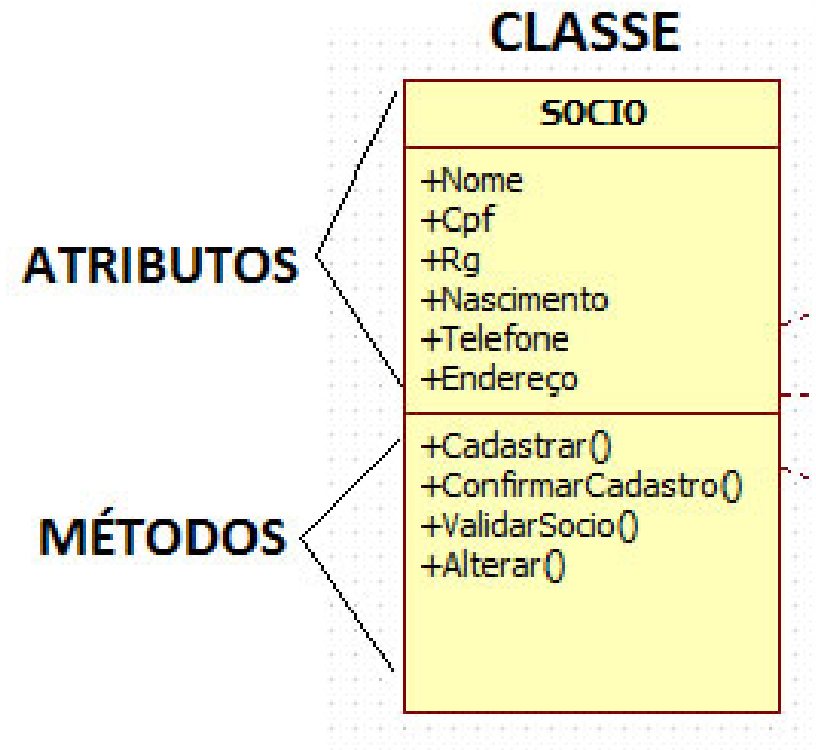 CLASSE
SOCIO
ATRIBUTOS
+Nome
+Cpf
+Rg
+Nascimento
+Telefone
+Endereço
MÉTODOS
+Cadastrar()
+ConfirmarCadastro()
+ValidarSocio()
+Alterar()